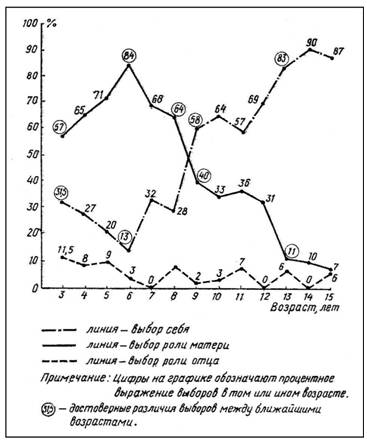 100 %
90
80
70
60
50
40
30
20
10
0
57 65 71 84 68 64 58 64 57 69 83 90 87
40 33 36 31 11 10 7
31,5 27 20 13 32 28
11,5 8 9 3 0 2 3 7 0 6 0 6
3 4 5 6 7 8 9 10 11 12 13 14 15
Возраст, лет
линия – выбор себя
линия – выбор роли матери
линия – выбор роли отца
Примечание: Цифры на графике обозначают процентное
выражение выборов в том или ином возрасте.
31,5 – достоверные различия выборов между ближайшими
возрастами.